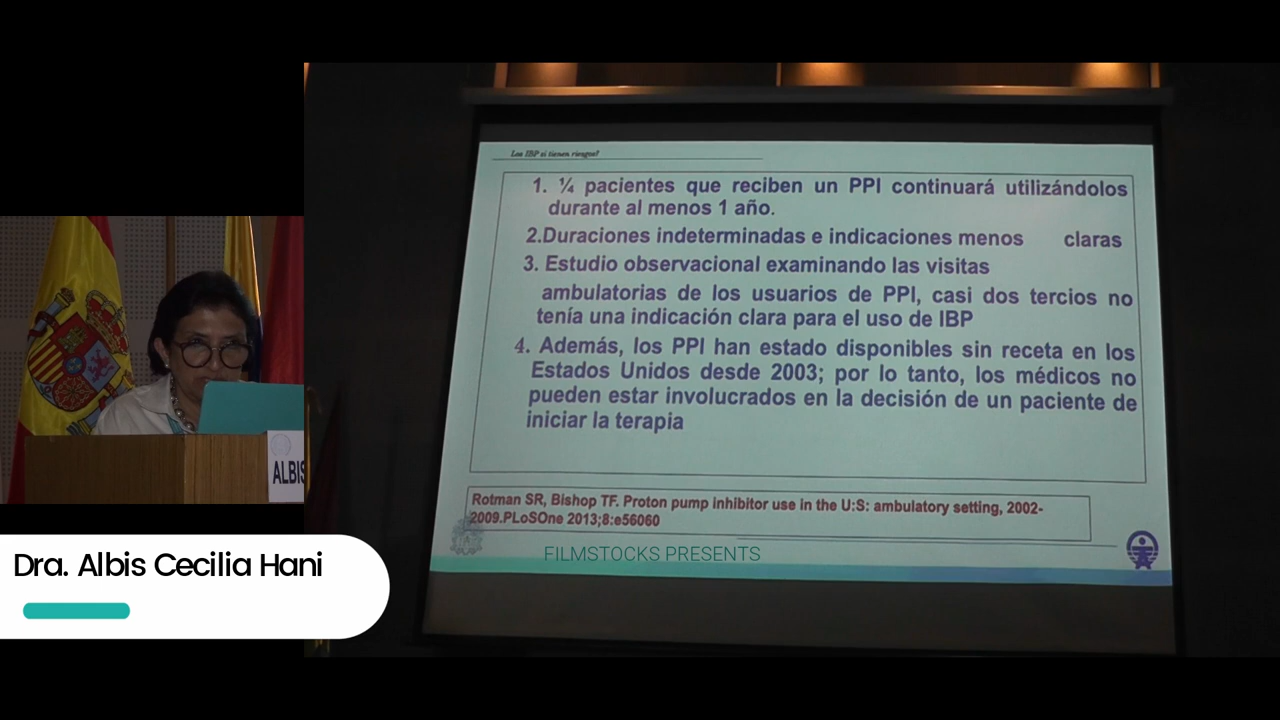 Los IBP si tienen riesgos?
1. ¼ pacientes que reciben un PPI continuará utilizándolos
durante al menos 1 año.
2.Duraciones indeterminadas e indicaciones menos claras
3. Estudio observacional examinando las visitas
ambulatorias de los usuarios de PPI, casi dos tercios no
tenía una indicación clara para el uso de IBP
4. Además, los PPI han estado disponibles sin receta en los
Estados Unidos desde 2003; por lo tanto, los médicos no
pueden estar involucrados en la decisión de un paciente de
iniciar la terapia
Rotman SR, Bishop TF. Proton pump inhibitor use in the U:S: ambulatory setting, 2002-
2009.PLoSOne 2013;8:e56060
FILMSTOCKS PRESENTS
ALBIS
Dra. Albis Cecilia Hani